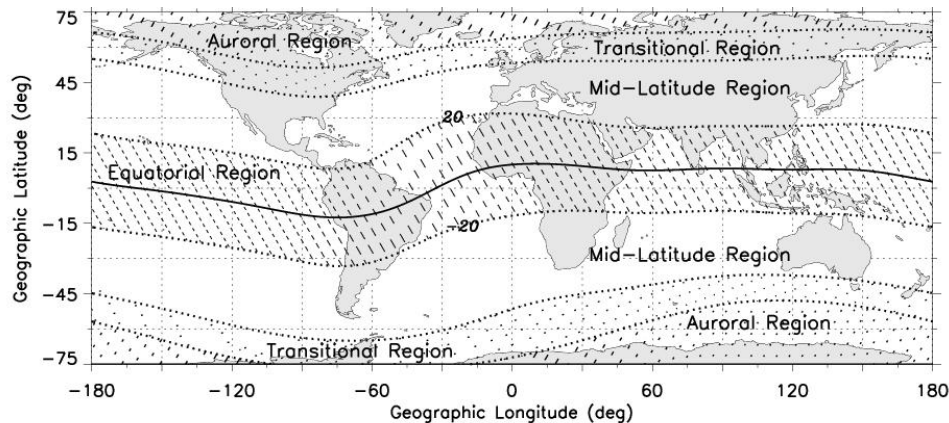 75
Auroral Region
Transitional Region
45
Mid-Latitude Region
20
15
Equatorial Region
-15
-20
Mid-Latitude Region
-45
Auroral Region
Transitional Region
-75
-180
-120
-60
0
60
120
180
Geographic Latitude (deg)
Geographic Longitude (deg)